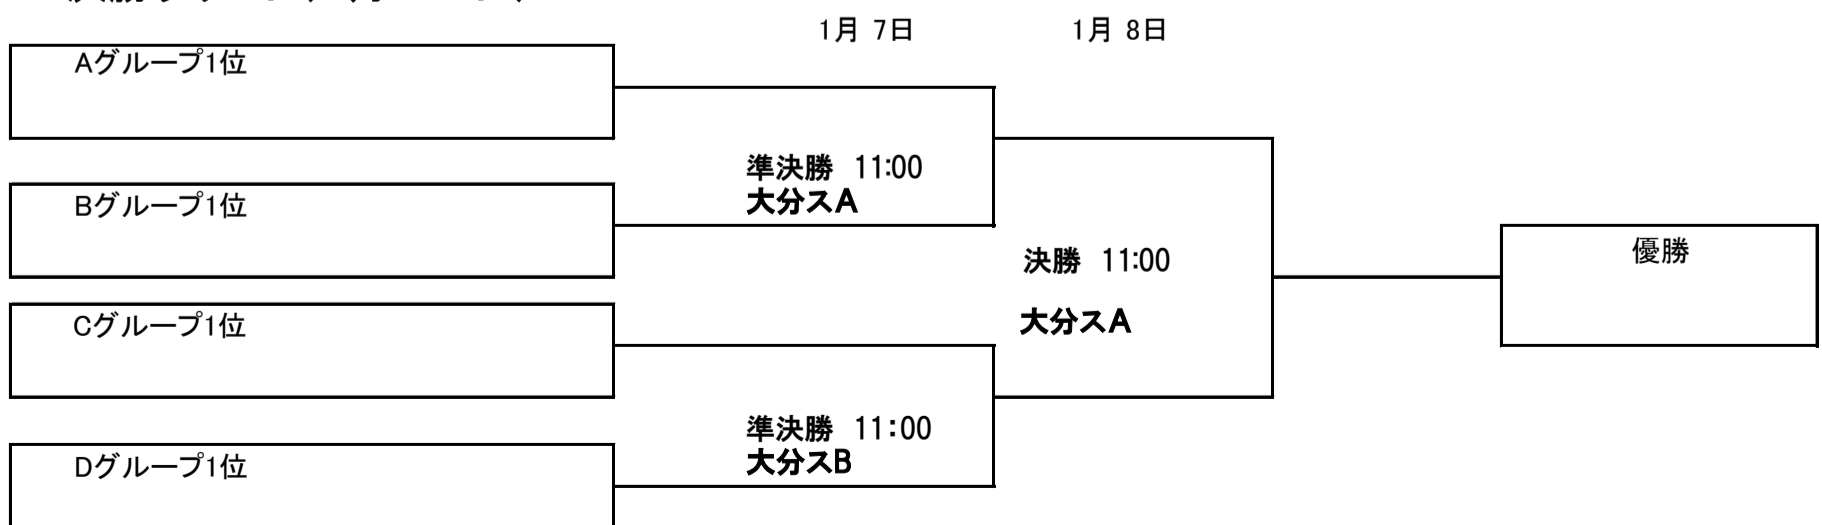 1月 7日
1月 8日
Aグループ1位
準決勝 11:00
大分スA
Bグループ1位
決勝 11:00
優勝
大分スA
Cグループ1位
準決勝 11:00
大分スB
Dグループ1位